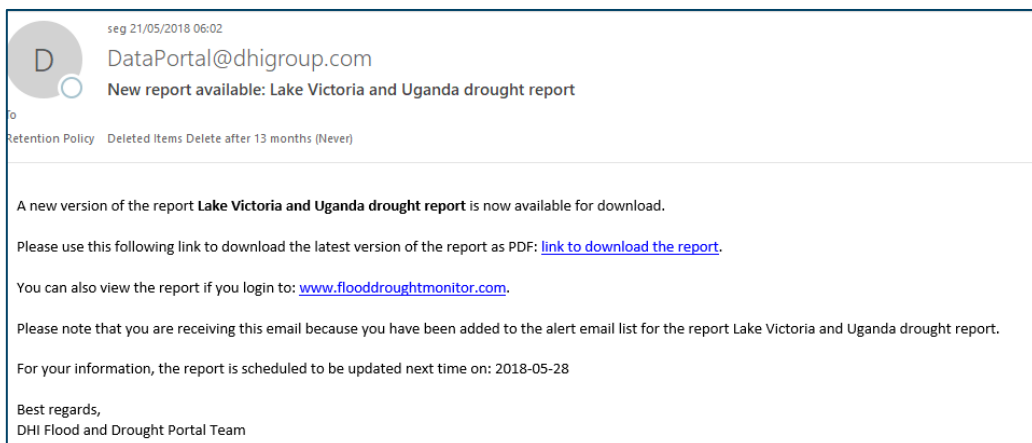 seg 21/05/2018 06:02
D
DataPortal@dhigroup.com
New report available: Lake Victoria and Uganda drought report
To
Retention Policy Deleted Items Delete after 13 months (Never)
A new version of the report Lake Victoria and Uganda drought report is now available for download.
Please use this following link to download the latest version of the report as PDF: link to download the report.
You can also view the report if you login to: www.flooddroughtmonitor.com.
Please note that you are receiving this email because you have been added to the alert email list for the report Lake Victoria and Uganda drought report.
For your information, the report is scheduled to be updated next time on: 2018-05-28
Best regards,
DHI Flood and Drought Portal Team